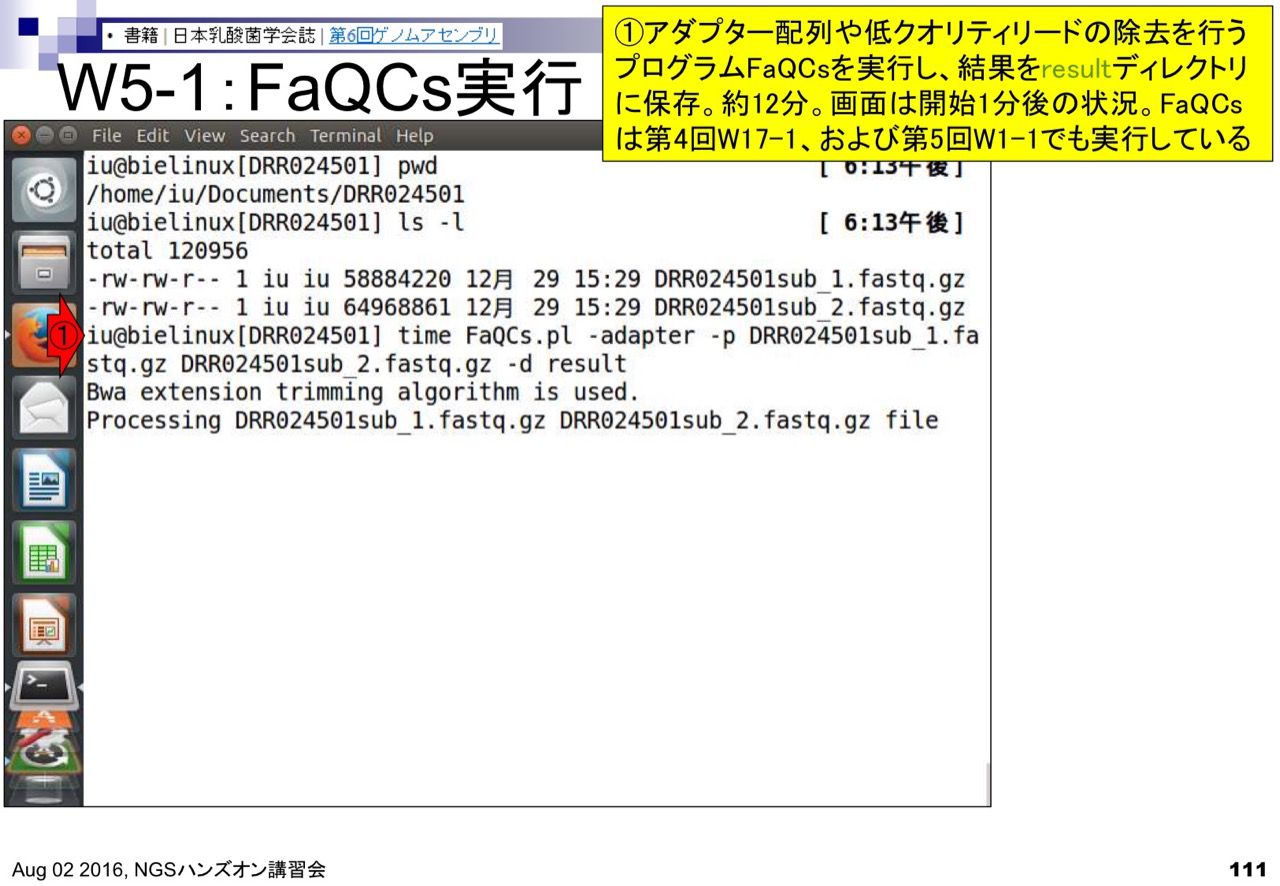 • 書籍 | 日本乳酸菌学会誌 | 第6回ゲノムアセンブリ
W5-1：FaQCs実行
①アダプター配列や低クオリティリードの除去を行う
プログラムFaQCsを実行し、結果をresultディレクトリ
に保存。約12分。画面は開始1分後の状況。FaQCs
は第4回W17-1、および第5回W1-1でも実行している
File Edit View Search Terminal Help
iu@bielinux[DRR024501] pwd [ 6:13午後]
/home/iu/Documents/DRR024501
iu@bielinux[DRR024501] ls -l [ 6:13午後]
total 120956
-rw-rw-r-- 1 iu iu 58884220 12月 29 15:29 DRR024501sub_1.fastq.gz
-rw-rw-r-- 1 iu iu 64968861 12月 29 15:29 DRR024501sub_2.fastq.gz
①
iu@bielinux[DRR024501] time FaQCs.pl -adapter -p DRR024501sub_1.fa
stq.gz DRR024501sub_2.fastq.gz -d result
Bwa extension trimming algorithm is used.
Processing DRR024501sub_1.fastq.gz DRR024501sub_2.fastq.gz file
Aug 02 2016, NGSハンズオン講習会
111